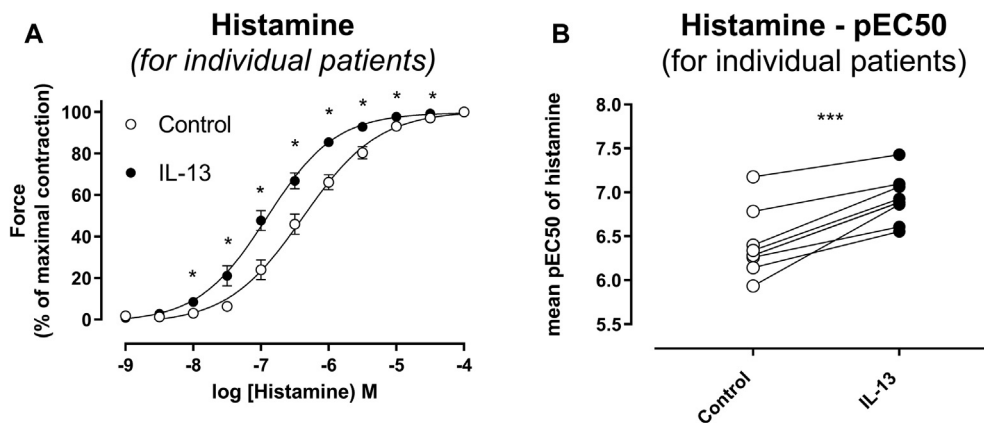 A
Histamine
(for individual patients)
Force
(% of maximal contraction)
100
80
60
40
20
0
Control
IL-13
* * * * * * * *
-9 -8 -7 -6 -5 -4
log [Histamine) M
B
Histamine - pEC50
(for individual patients)
mean pEC50 of histamine
8.0
7.5
7.0
6.5
6.0
5.5
***
Control
IL-13